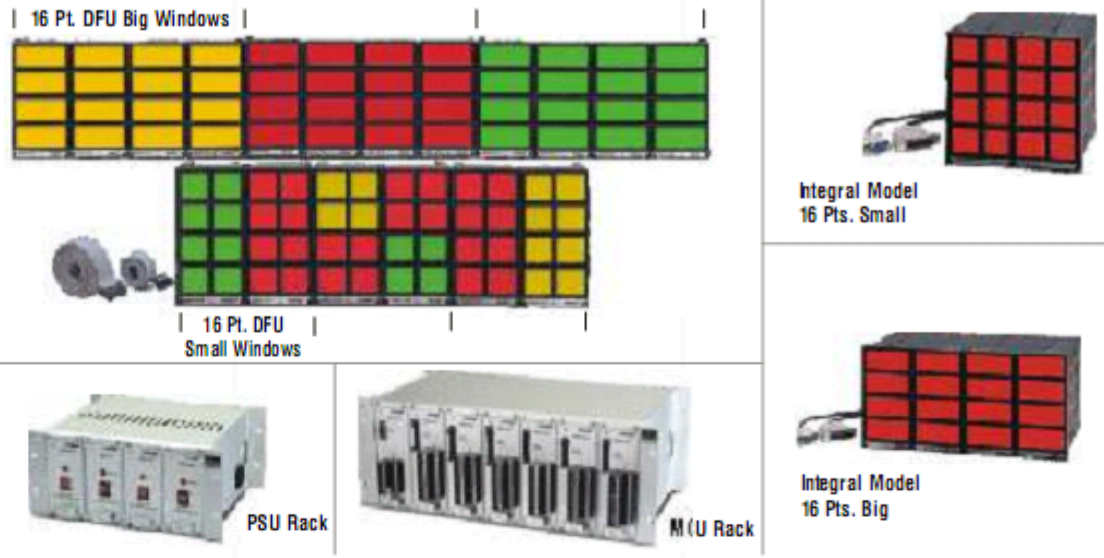 16 Pt. DFU Big Windows
16 Pt. DFU
Small Windows
Integral Model
16 Pts. Small
Integral Model
16 Pts. Big
PSU Rack
Rack